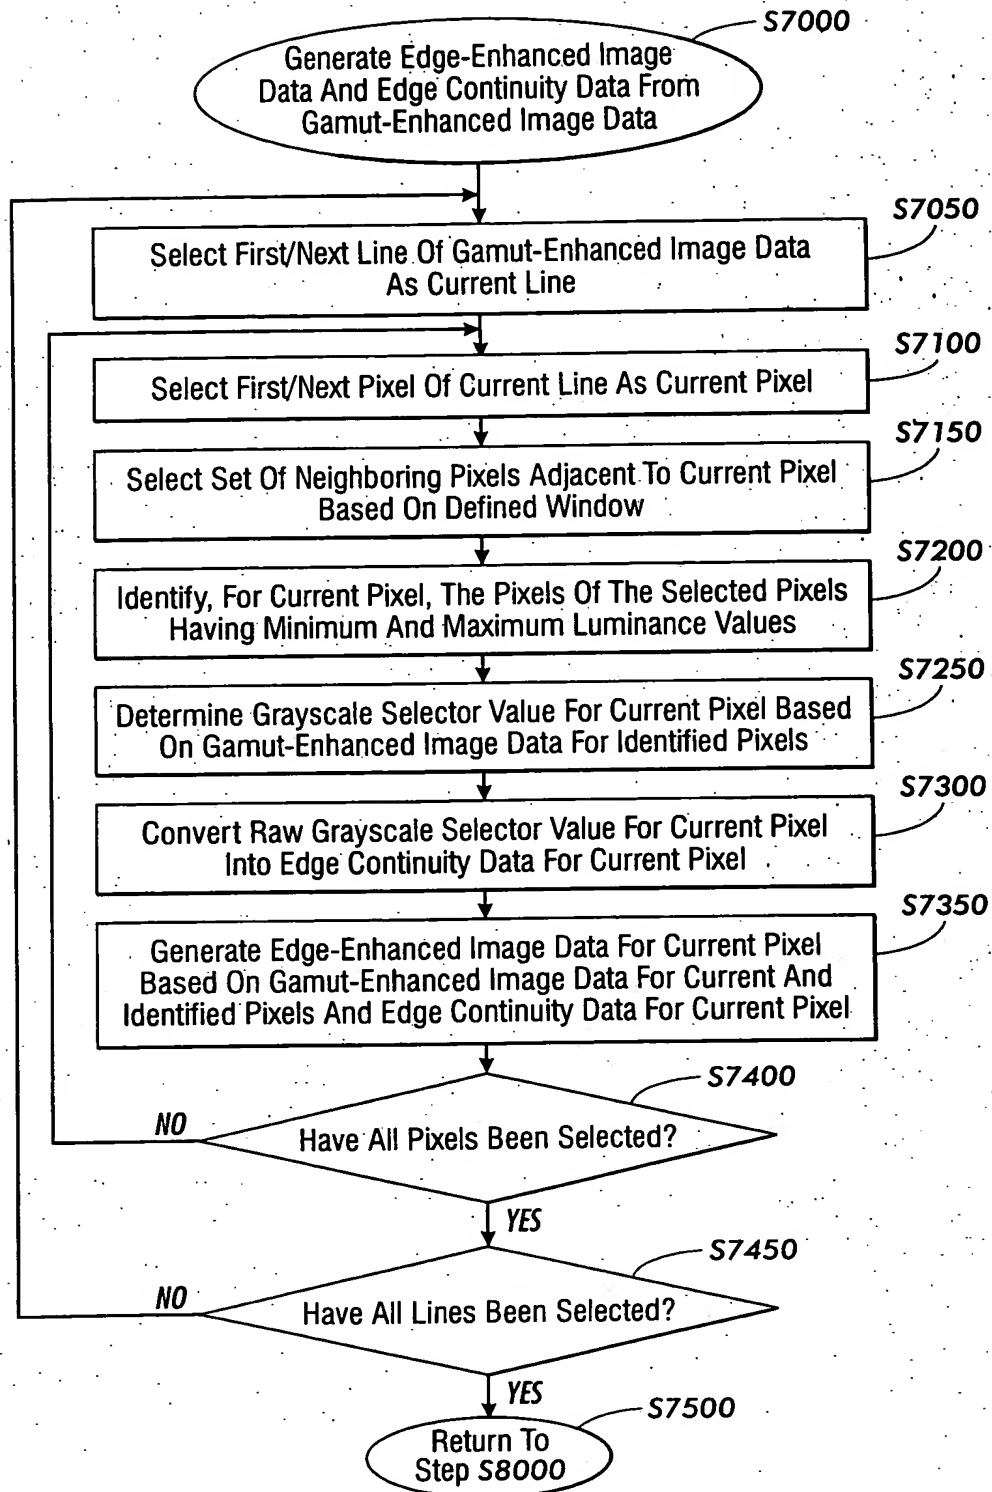 S7000
Generate Edge-Enhanced Image
Data And Edge Continuity Data From
Gamut-Enhanced Image Data
S7050
Select First/Next Line Of Gamut-Enhanced Image Data
As Current Line
S7100
Select First/Next Pixel Of Current Line As Current Pixel
S7150
Select Set Of Neighboring Pixels Adjacent To Current Pixel
Based On Defined Window
S7200
Identify, For Current Pixel, The Pixels Of The Selected Pixels
Having Minimum And Maximum Luminance Values
S7250
Determine Grayscale Selector Value For Current Pixel Based
On Gamut-Enhanced Image Data For Identified Pixels
S7300
Convert Raw Grayscale Selector Value For Current Pixel
Into Edge Continuity Data For Current Pixel
S7350
Generate Edge-Enhanced Image Data For Current Pixel
Based On Gamut-Enhanced Image Data For Current And
Identified Pixels And Edge Continuity Data For Current Pixel
S7400
NO
Have All Pixels Been Selected?
YES
S7450
NO
Have All Lines Been Selected?
YES
S7500
Return To
Step S8000